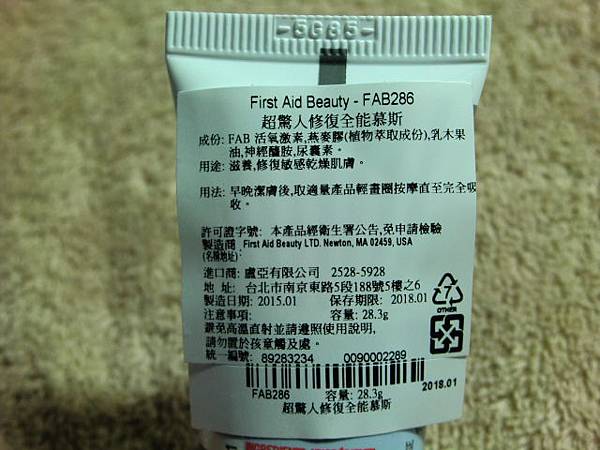 5G85
First Aid Beauty - FAB286
超驚人修復全能慕斯
成份: FAB 活氧激素,燕麥膠(植物萃取成份),乳木果
油,神經醯胺,尿囊素。
用途: 滋養,修復敏感乾燥肌膚。
用法: 早晚潔膚後,取適量產品輕畫圈按摩直至完全吸
收。
許可證字號: 本產品經衛生署公告,免申請檢驗
製造商 First Aid Beauty LTD. Newton, MA 02459, USA
(名稱地址):
進口商: 盧亞有限公司 2528-5928
地 址: 台北市南京東路5段188號5樓之6
製造日期: 2015.01 保存期限: 2018.01
注意事項: 容量: 28.3g
避免高溫直射並請遵照使用說明,
請勿置於孩童觸及處。
7
OTHER
統一編號: 89283234 0090002289
FAB286 容量: 28.3g
2018.01
超驚人修復全能慕斯